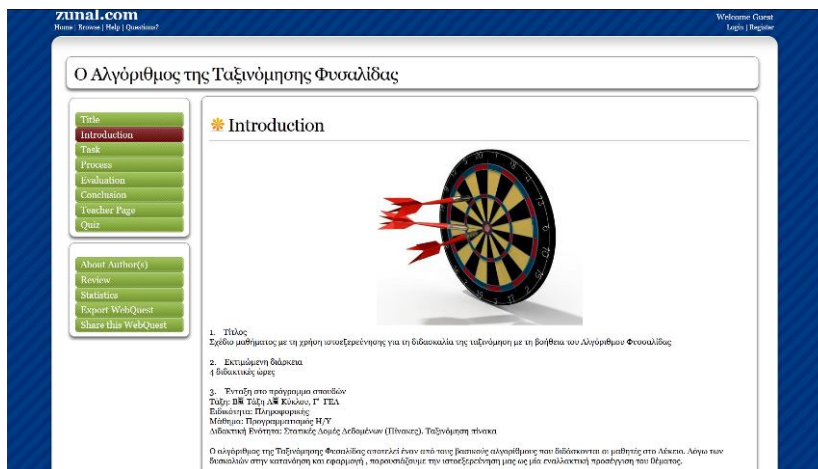 zunal.com
Home | Browse | Help | Questions?
Welcome Guest
Login | Register
Ο Αλγόριθμος της Ταξινόμησης Φυσαλίδας
Title
Introduction
Task
Process
Evaluation
Conclusion
Teacher Page
Quiz
About Author(s)
Review
Statistics
Export WebQuest
Share this WebQuest
Introduction
1. Τίτλος
Σχέδιο μαθήματος με τη χρήση ιστοεξερεύνησης για τη διδασκαλία της ταξινόμηση με τη βοήθεια του Αλγόριθμου Φυσσαλίδας
2. Εκτιμώμενη διάρκεια
4 διδακτικές ώρες
3. Ένταξη στο πρόγραμμα σπουδών
Τάξη: Β Τάξη Α Κύκλου, Γ' ΓΕΛ
Ειδικότητα: Πληροφορικής
Μάθημα: Προγραμματισμός Η/Υ
Διδακτική Ενότητα: Στατικές Δομές Δεδομένων (Πίνακες). Ταξινόμηση πίνακα
Ο αλγόριθμος της Ταξινόμησης Φυσαλίδας αποτελεί έναν από τους βασικούς αλγορίθμους που διδάσκονται οι μαθητές στο Λύκειο. Λόγω των
δυσκολιών στην κατανόηση και εφαρμογή , παρουσιάζουμε την ιστοεξερεύνηση μας ως μία εναλλακτική προσέγγιση του θέματος.